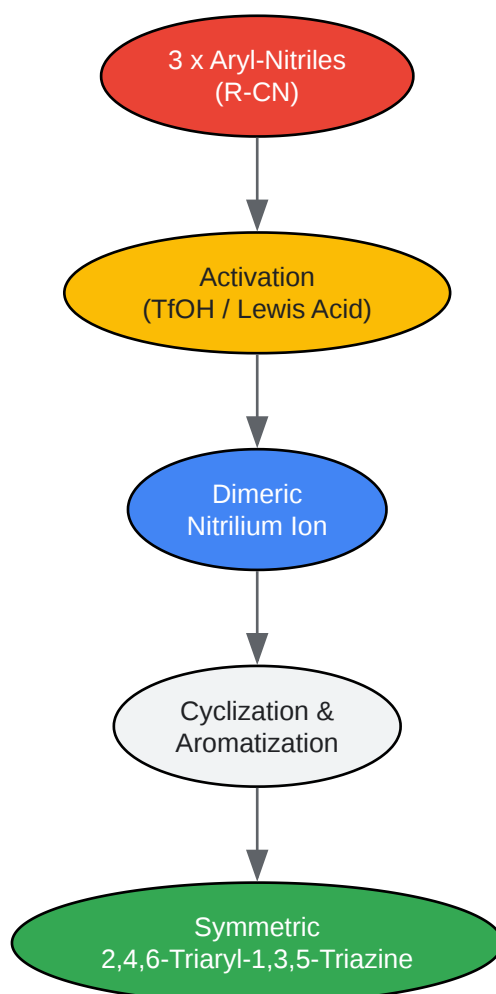 3 x Aryl-Nitriles
(R-CN)
Activation
(TfOH / Lewis Acid)
Dimeric
Nitrilium Ion
Cyclization &
Aromatization
Symmetric
2,4,6-Triaryl-1,3,5-Triazine